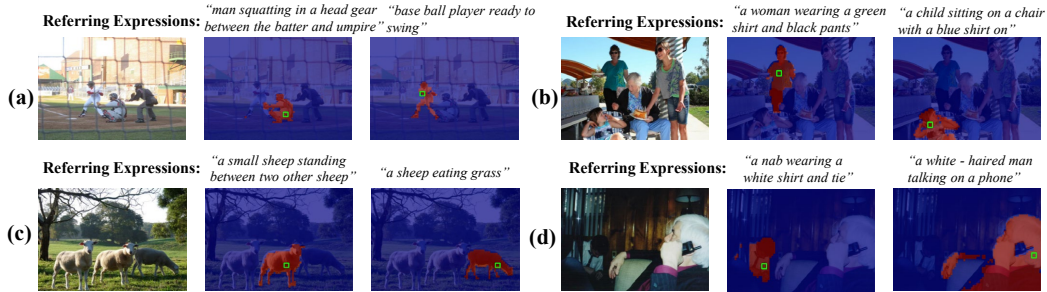 Referring Expressions:
“man squatting in a head gear
between the batter and umpire”
“base ball player ready to
swing”
(a)
Referring Expressions:
“a woman wearing a green
shirt and black pants”
“a child sitting on a chair
with a blue shirt on”
(b)
Referring Expressions:
“a small sheep standing
between two other sheep”
“a sheep eating grass”
(c)
Referring Expressions:
“a nab wearing a
white shirt and tie”
“a white - haired man
talking on a phone”
(d)